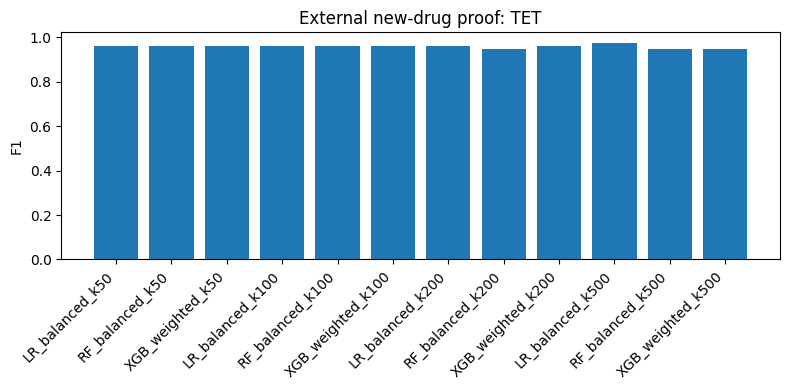 External new-drug proof: TET
F1
1.0
0.8
0.6
0.4
0.2
0.0
LR_balanced_k50
RF_balanced_k50
XGB_weighted_k50
LR_balanced_k100
RF_balanced_k100
XGB_weighted_k100
LR_balanced_k200
RF_balanced_k200
XGB_weighted_k200
LR_balanced_k500
RF_balanced_k500
XGB_weighted_k500